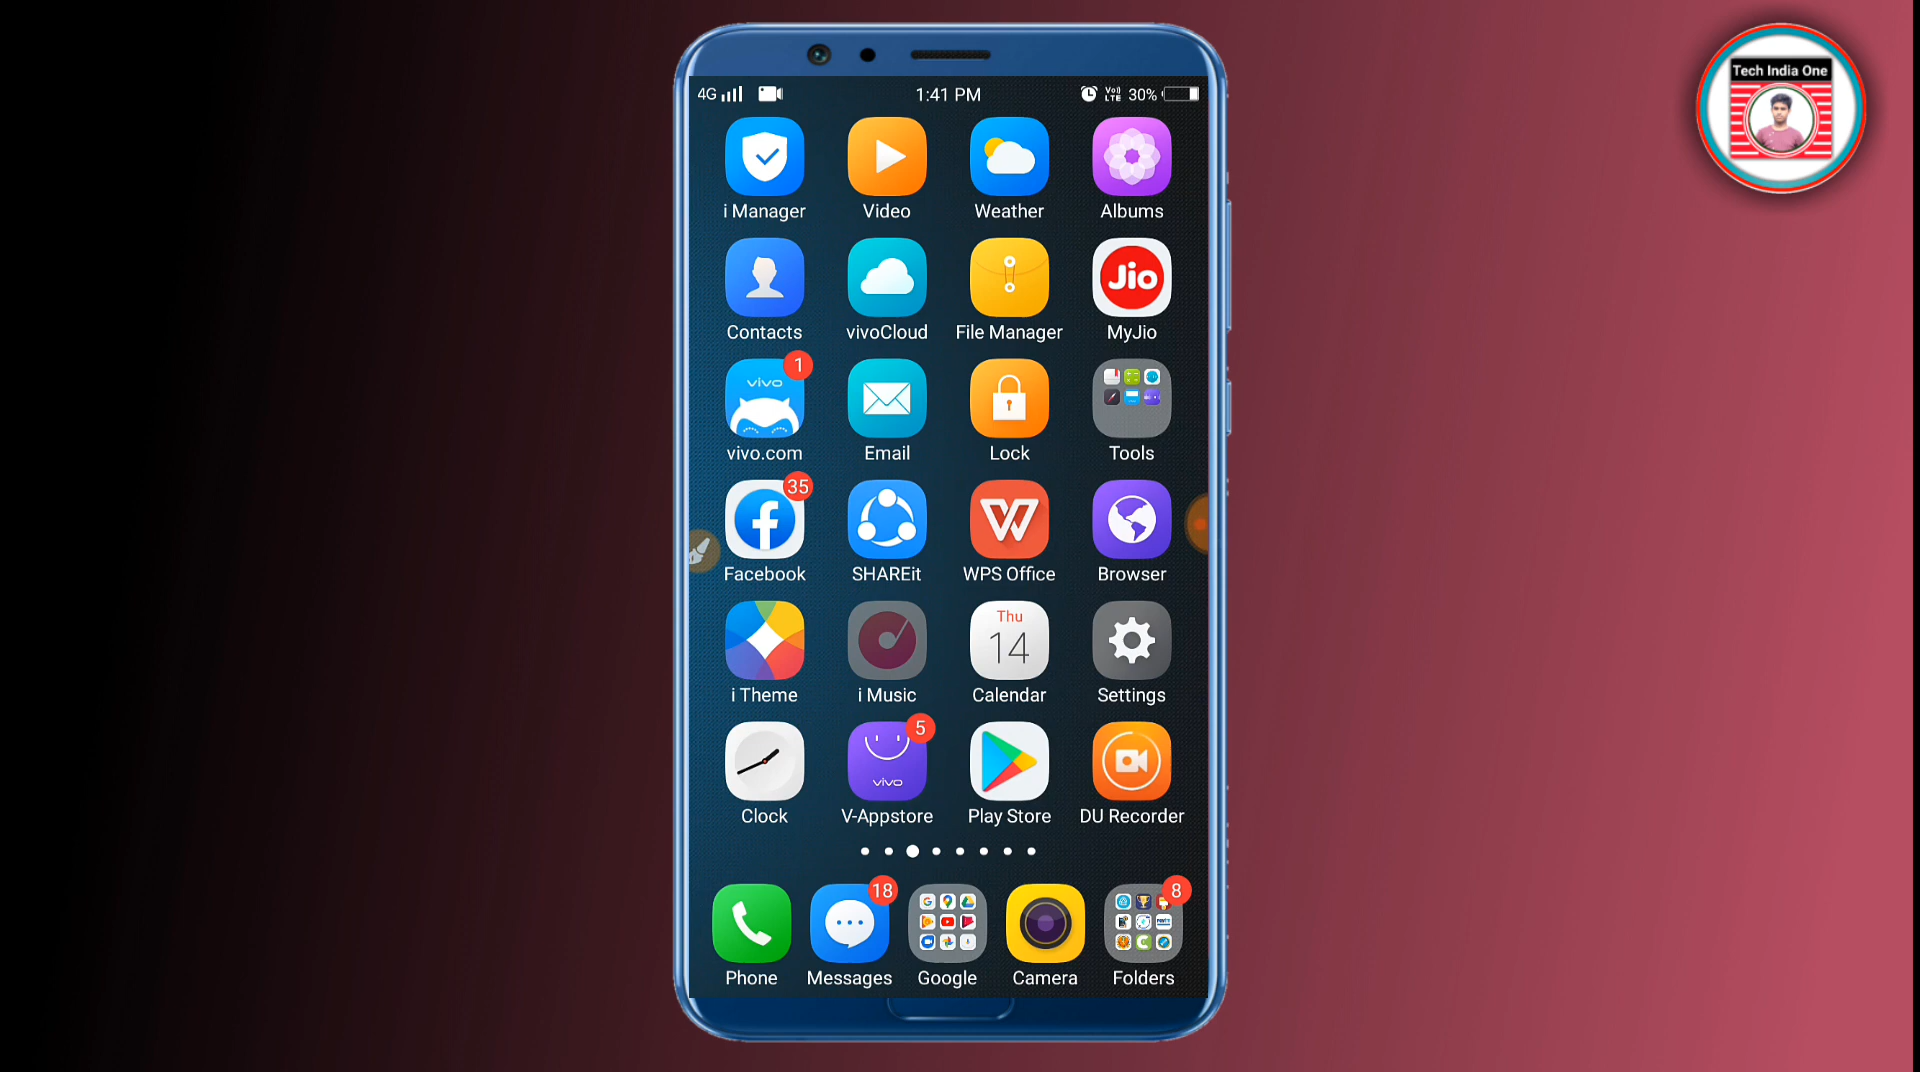 Tech India One
4G 1:41 PM VoD LTE 30%
i Manager Video Weather Albums
Jio
Contacts vivoCloud File Manager MyJio
1
vivo
vivo.com Email Lock Tools
35
Facebook SHAREit WPS Office Browser
Thu
14
i Theme i Music Calendar Settings
5
vivo
Clock V-Appstore Play Store DU Recorder
18 8
Phone Messages Google Camera Folders